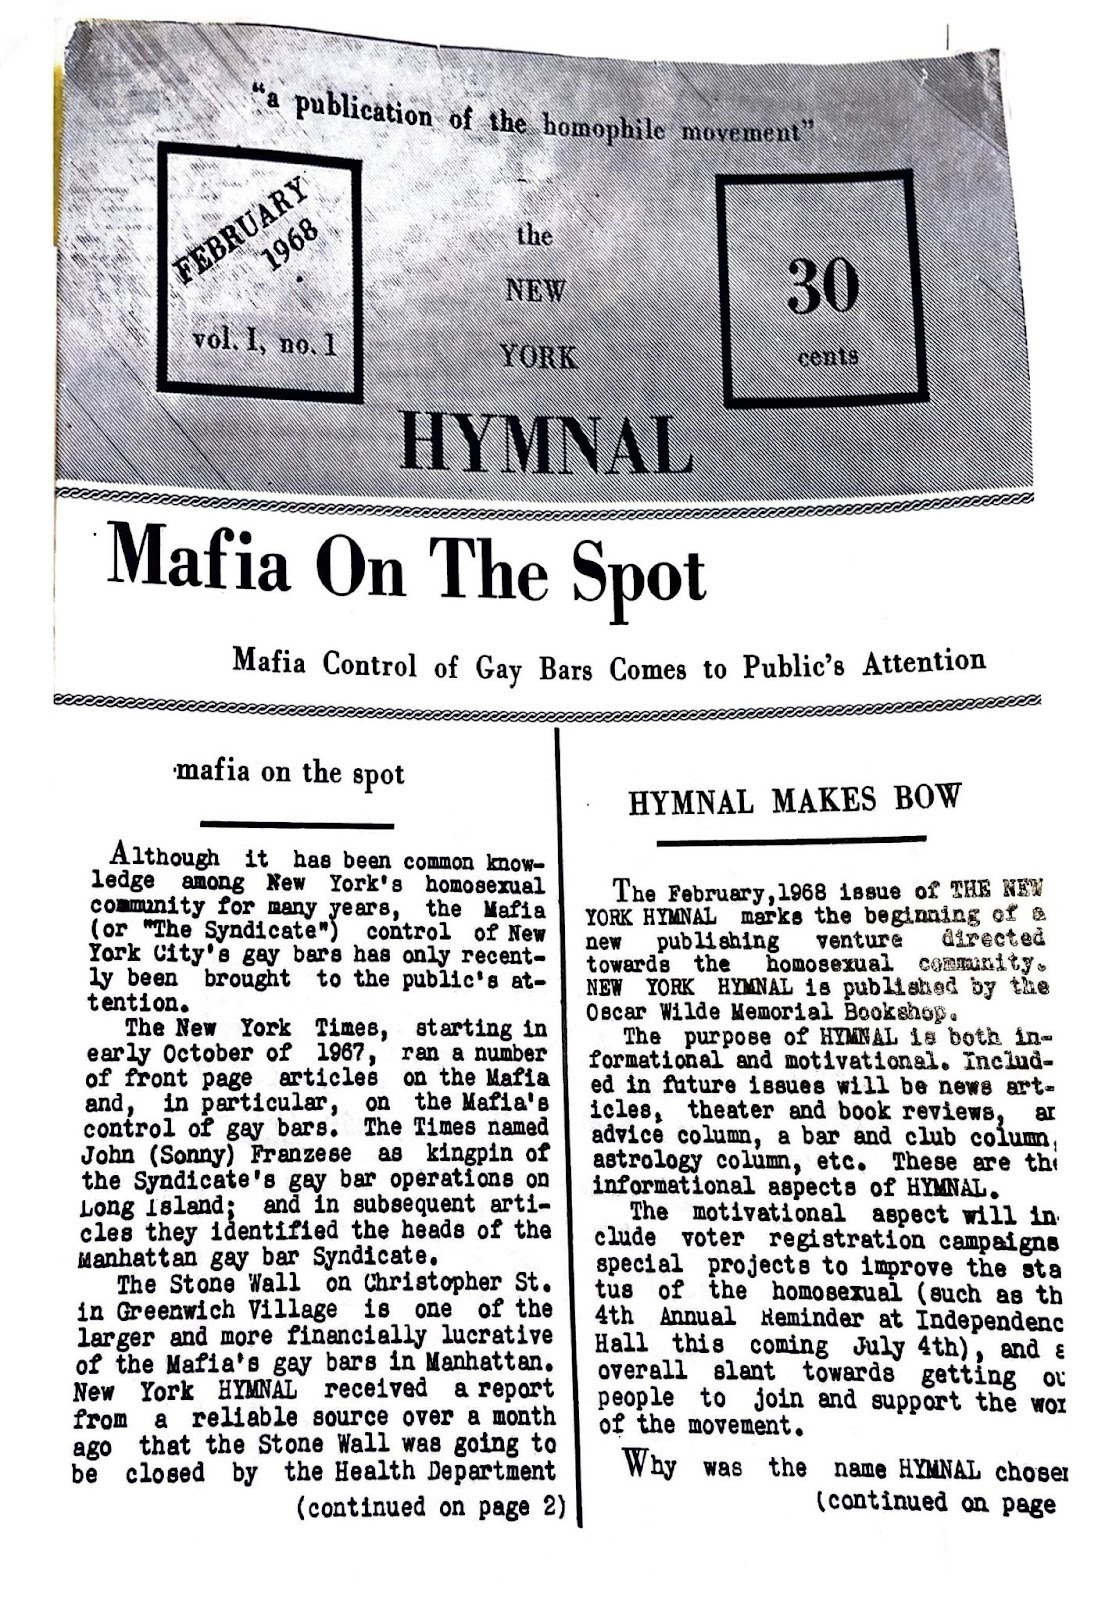 "a publication of the homophile movement"
FEBRUARY
1968
vol. I, no. 1
the
NEW
YORK
HYMNAL
30
cents
Mafia On The Spot
Mafia Control of Gay Bars Comes to Public's Attention
mafia on the spot
Although it has been common know-
ledge among New York's homosexual
community for many years, the Mafia
(or "The Syndicate") control of New
York City's gay bars has only recent-
ly been brought to the public's at-
tention.
The New York Times, starting in
early October of 1967, ran a number
of front page articles on the Mafia
and, in particular, on the Mafia's
control of gay bars. The Times named
John (Sonny) Franzese as kingpin of
the Syndicate's gay bar operations on
Long Island; and in subsequent arti-
cles they identified the heads of the
Manhattan gay bar Syndicate.
The Stone Wall on Christopher St.
in Greenwich Village is one of the
larger and more financially lucrative
of the Mafia's gay bars in Manhattan.
New York HYMNAL received a report
from a reliable source over a month
ago that the Stone Wall was going to
be closed by the Health Department
(continued on page 2)
HYMNAL MAKES BOW
The February, 1968 issue of THE NEW
YORK HYMNAL marks the beginning of a
new publishing venture directed
towards the homosexual community.
NEW YORK HYMNAL is published by the
Oscar Wilde Memorial Bookshop.
The purpose of HYMNAL is both in-
formational and motivational. Includ-
ed in future issues will be news art-
icles, theater and book reviews, ar
advice column, a bar and club column,
astrology column, etc. These are the
informational aspects of HYMNAL.
The motivational aspect will in
clude voter registration campaigns
special projects to improve the sta
tus of the homosexual (such as th
4th Annual Reminder at Independenc
Hall this coming July 4th), and
overall slant towards getting ou
people to join and support the wor
of the movement.
Why was the name HYMNAL choser
(continued on page